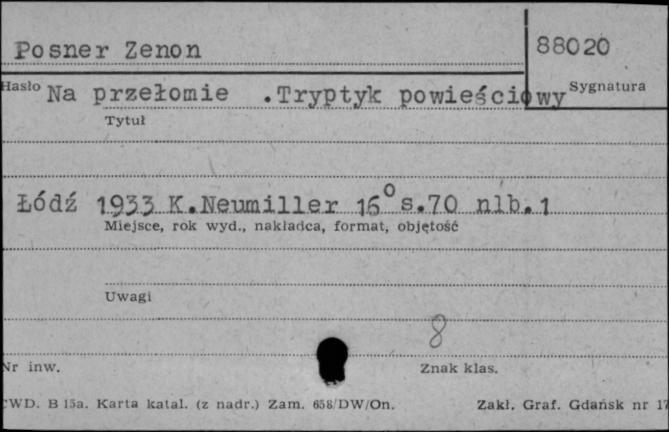 Posner Zenon
88020
Hasło Na przełomie .Tryptyk powieściowy Sygnatura
Tytuł
Łódź 1933 K.Neumiller 16° s.70 nlb.1
Miejsce, rok wyd., nakładca, format, objętość
Uwagi
8
Nr inw.
Znak klas.
CWD. B 15a. Karta katal. (z nadr.) Zam. 658/DW/On. Zakł. Graf. Gdańsk nr 17